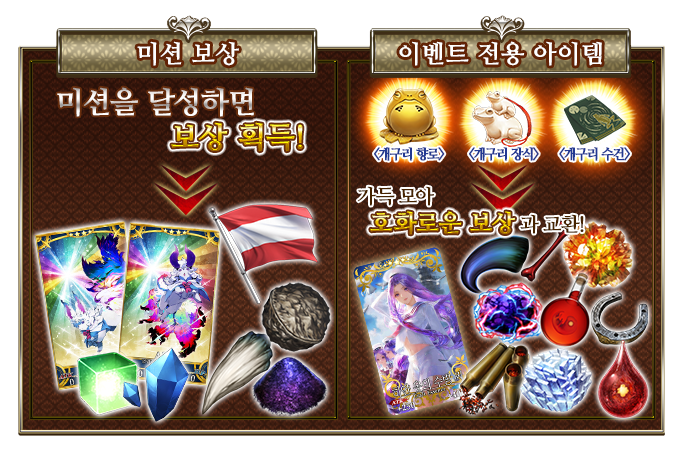 미션 보상
미션을 달성하면
보상 획득!
이벤트 전용 아이템
<개구리 향로>
<개구리 장식>
<개구리 수건>
가득 모아
호화로운 보상과 교환!